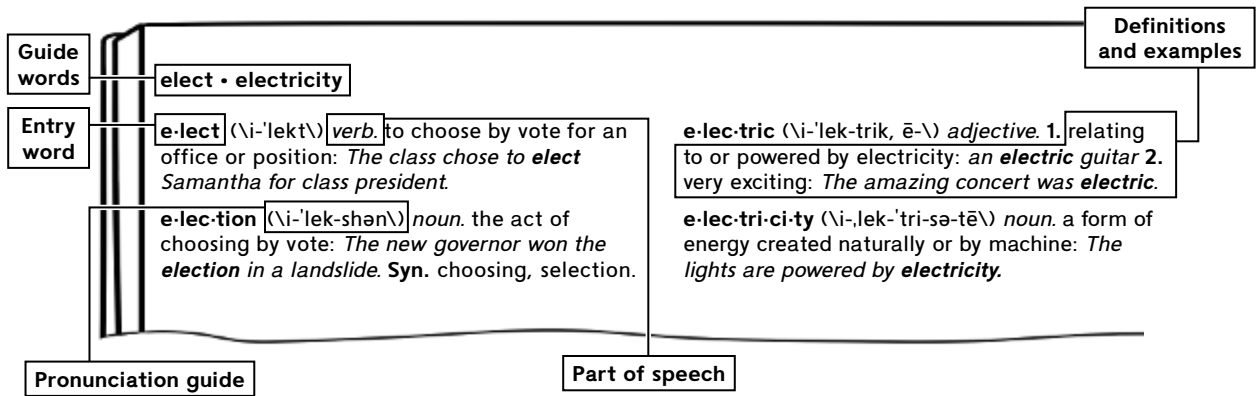 Definitions
and examples
Guide
words
elect • electricity
Entry
word
e·lect (\i-ˈlekt\) verb. to choose by vote for an
office or position: The class chose to elect
Samantha for class president.
e·lec·tion (\i-ˈlek-shən\) noun. the act of
choosing by vote: The new governor won the
election in a landslide. Syn. choosing, selection.
e·lec·tric (\i-ˈlek-trik, ē-\) adjective. 1. relating
to or powered by electricity: an electric guitar 2.
very exciting: The amazing concert was electric.
e·lec·tri·ci·ty (\i-ˌlek-ˈtri-sə-tē\) noun. a form of
energy created naturally or by machine: The
lights are powered by electricity.
Pronunciation guide
Part of speech